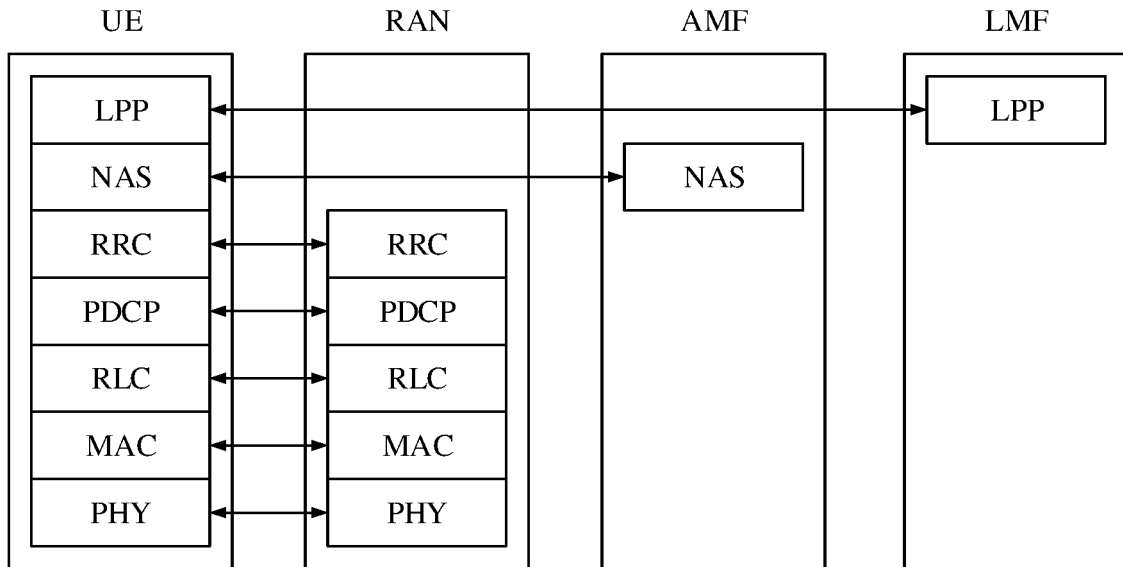 UE RAN AMF LMF
LPP LPP
NAS NAS
RRC RRC
PDCP PDCP
RLC RLC
MAC MAC
PHY PHY